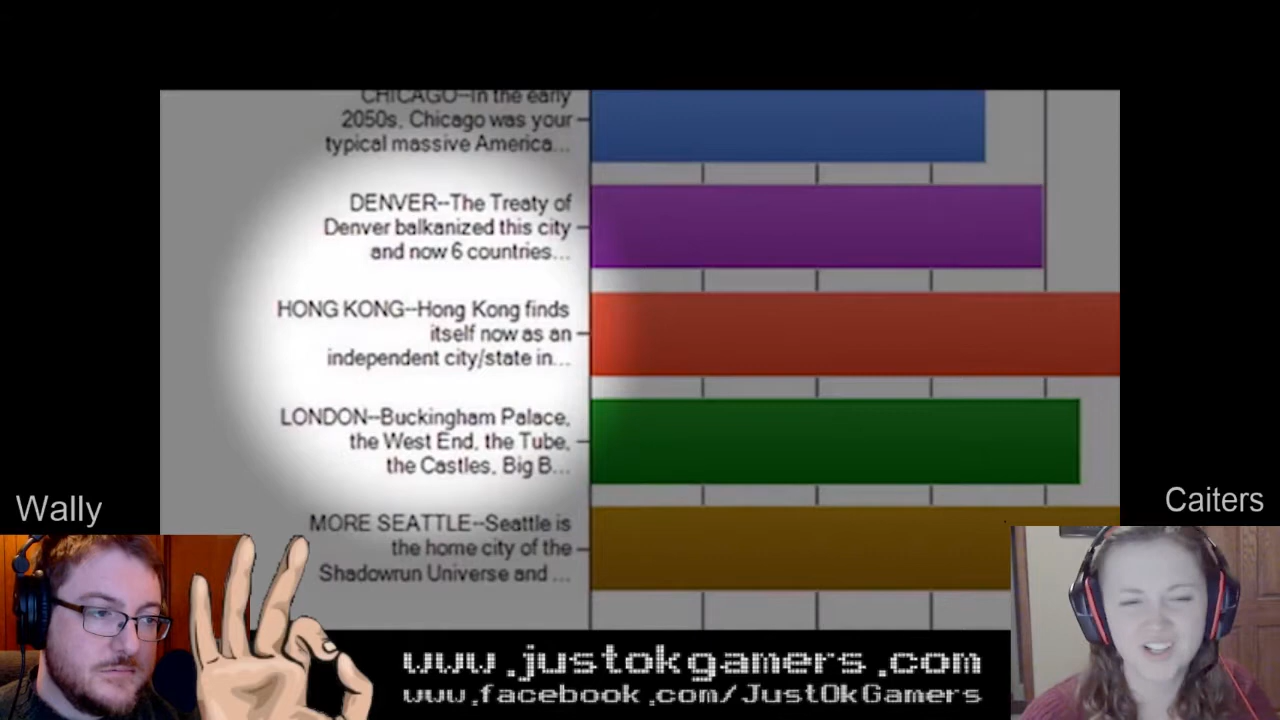 CHICAGO--In the early
2050s, Chicago was your
typical massive America...
DENVER--The Treaty of
Denver balkanized this city
and now 6 countries...
HONG KONG--Hong Kong finds
itself now as an
independent city/state in...
LONDON--Buckingham Palace,
the West End, the Tube,
the Castles, Big B...
MORE SEATTLE--Seattle is
the home city of the
Shadowrun Universe and ...
Wally
Caiters
www.justokgamers.com
www.facebook.com/JustOkGamers